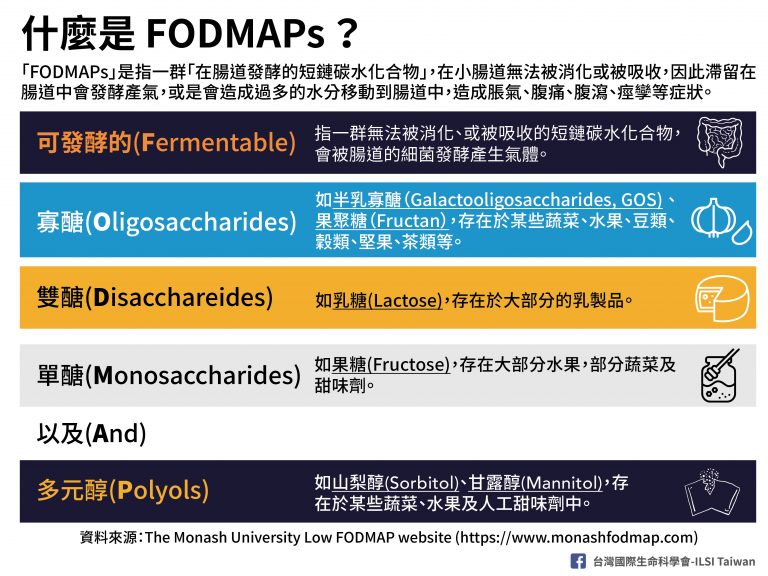 什麼是 FODMAPs？
「FODMAPs」是指一群「在腸道發酵的短鏈碳水化合物」，在小腸道無法被消化或被吸收，因此滯留在
腸道中會發酵產氣，或是會造成過多的水分移動到腸道中，造成脹氣、腹痛、腹瀉、痙攣等症狀。
可發酵的(Fermentable)
指一群無法被消化、或被吸收的短鏈碳水化合物，
會被腸道的細菌發酵產生氣體。
寡醣(Oligosaccharides)
如半乳寡醣（Galactooligosaccharides, GOS）、
果聚糖（Fructan），存在於某些蔬菜、水果、豆類、
穀類、堅果、茶類等。
雙醣(Disacchareides)
如乳糖(Lactose)，存在於大部分的乳製品。
單醣(Monosaccharides)
如果糖(Fructose)，存在大部分水果，部分蔬菜及
甜味劑。
以及(And)
多元醇(Polyols)
如山梨醇(Sorbitol)、甘露醇(Mannitol)，存
在於某些蔬菜、水果及人工甜味劑中。
資料來源：The Monash University Low FODMAP website (https://www.monashfodmap.com)
台灣國際生命科學會-ILSI Taiwan